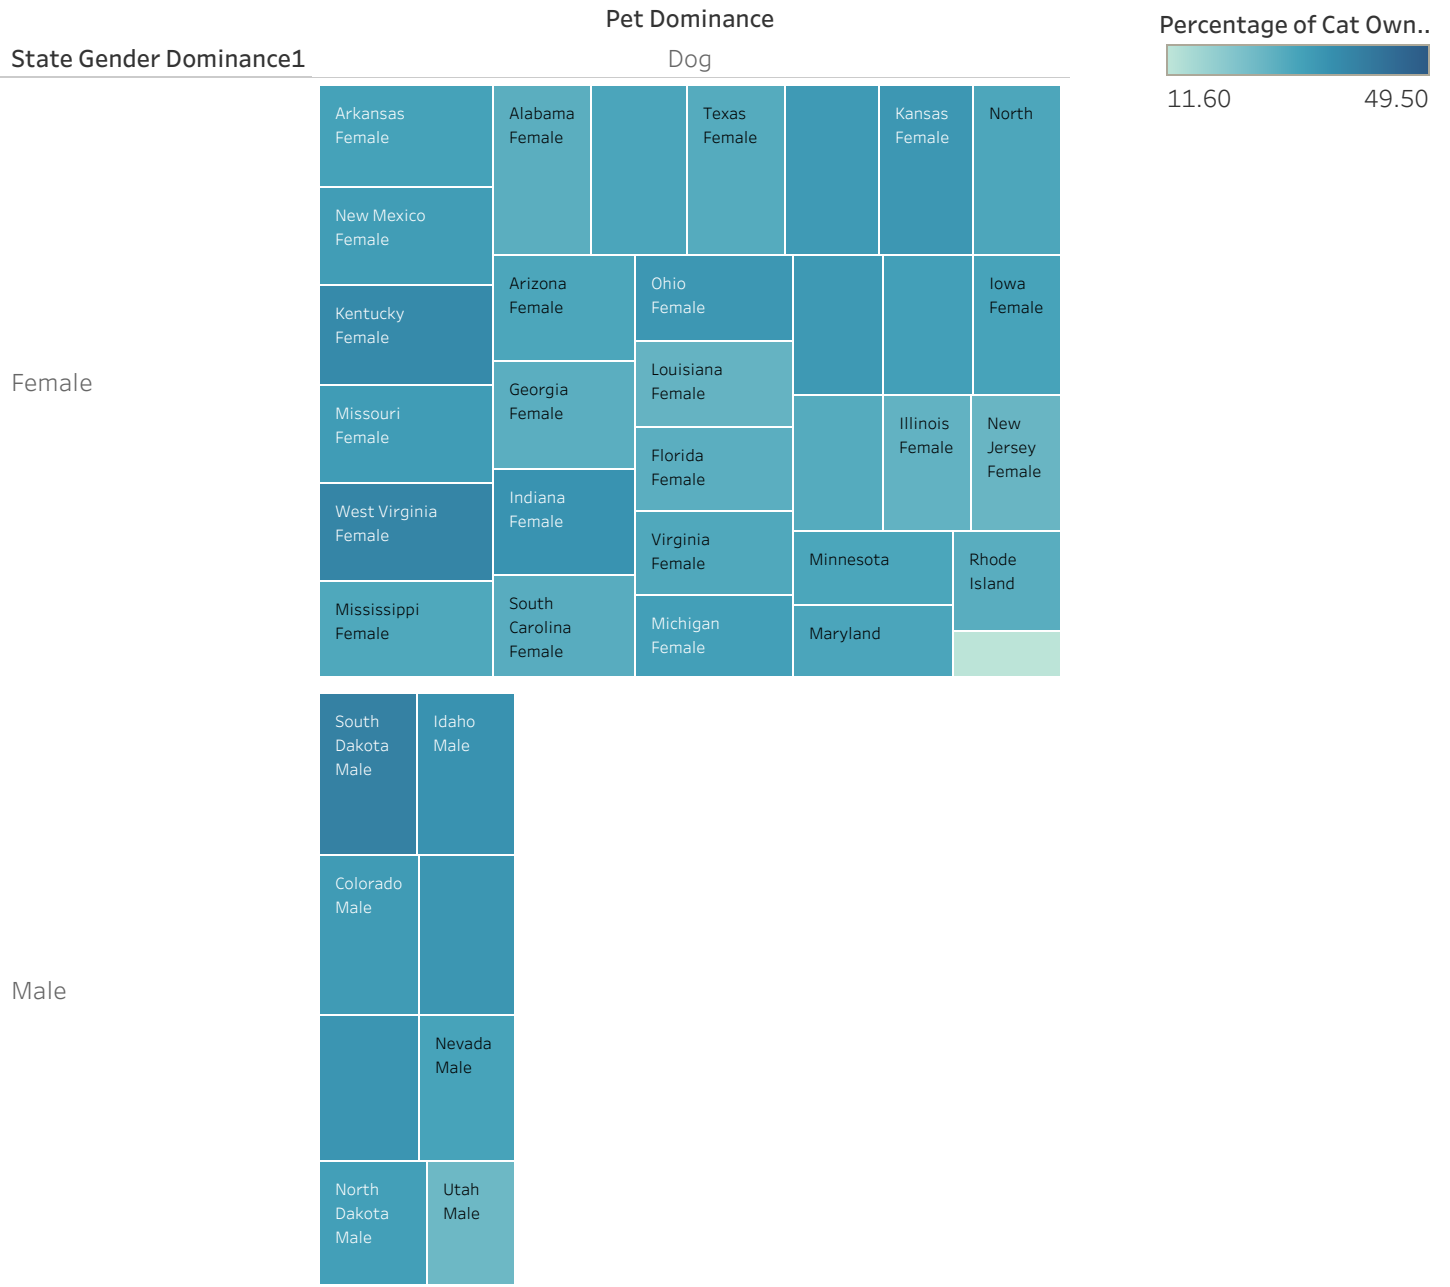 Pet Dominance
Percentage of Cat Own..
State Gender Dominance1
Dog
11.60
49.50
Female
Arkansas
Female
New Mexico
Female
Kentucky
Female
Missouri
Female
West Virginia
Female
Mississippi
Female
Alabama
Female
Texas
Female
Kansas
Female
North
Arizona
Female
Georgia
Female
Indiana
Female
South
Carolina
Female
Ohio
Female
Louisiana
Female
Florida
Female
Virginia
Female
Michigan
Female
Iowa
Female
Illinois
Female
New
Jersey
Female
Minnesota
Maryland
Rhode
Island
Male
South
Dakota
Male
Idaho
Male
Colorado
Male
Nevada
Male
North
Dakota
Male
Utah
Male